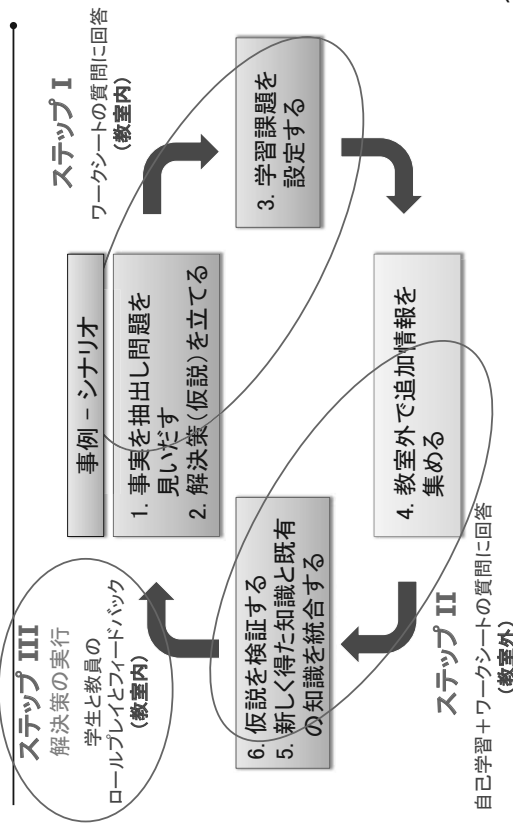 ステップ III
解決策の実行
学生と教員の
ロールプレイとフィードバック
(教室内)
事例 – シナリオ
1. 事実を抽出し問題を
見いだす
2. 解決策(仮説)を立てる
ステップ I
ワークシートの質問に回答
(教室内)
3. 学習課題を
設定する
4. 教室外で追加情報を
集める
6. 仮説を検証する
5. 新しく得た知識と既有
の知識を統合する
ステップ II
自己学習+ワークシートの質問に回答
(教室外)